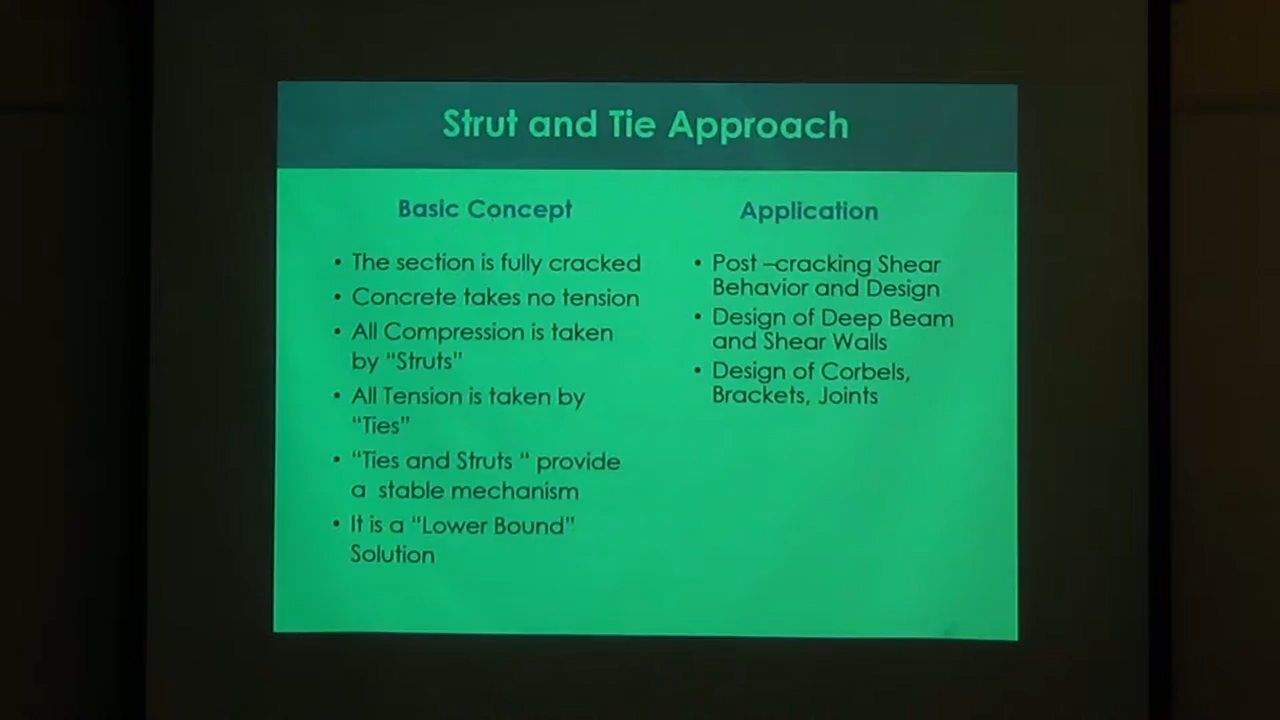 Strut and Tie Approach
Basic Concept
• The section is fully cracked
• Concrete takes no tension
• All Compression is taken
by "Struts"
• All Tension is taken by
"Ties"
• "Ties and Struts " provide
a stable mechanism
• It is a "Lower Bound"
Solution
Application
• Post –cracking Shear
Behavior and Design
• Design of Deep Beam
and Shear Walls
• Design of Corbels,
Brackets, Joints